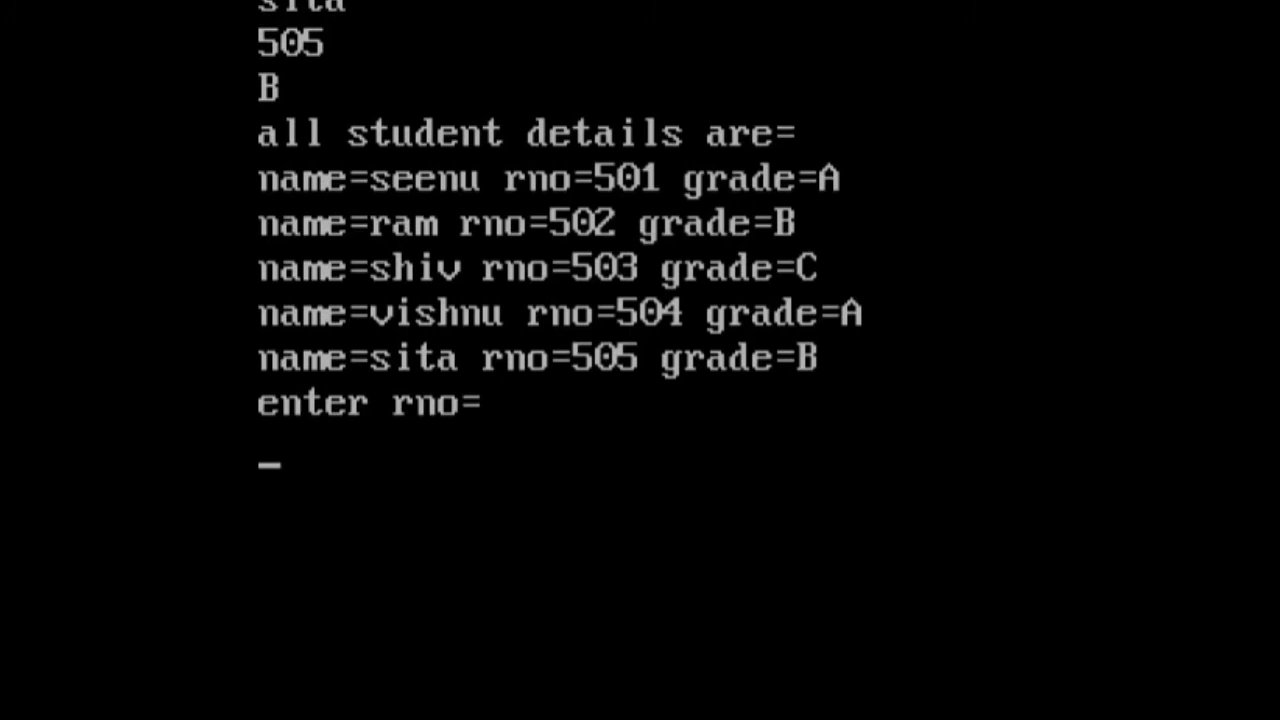 sita
505
B
all student details are=
name=seenu rno=501 grade=A
name=ram rno=502 grade=B
name=shiv rno=503 grade=C
name=vishnu rno=504 grade=A
name=sita rno=505 grade=B
enter rno=
_